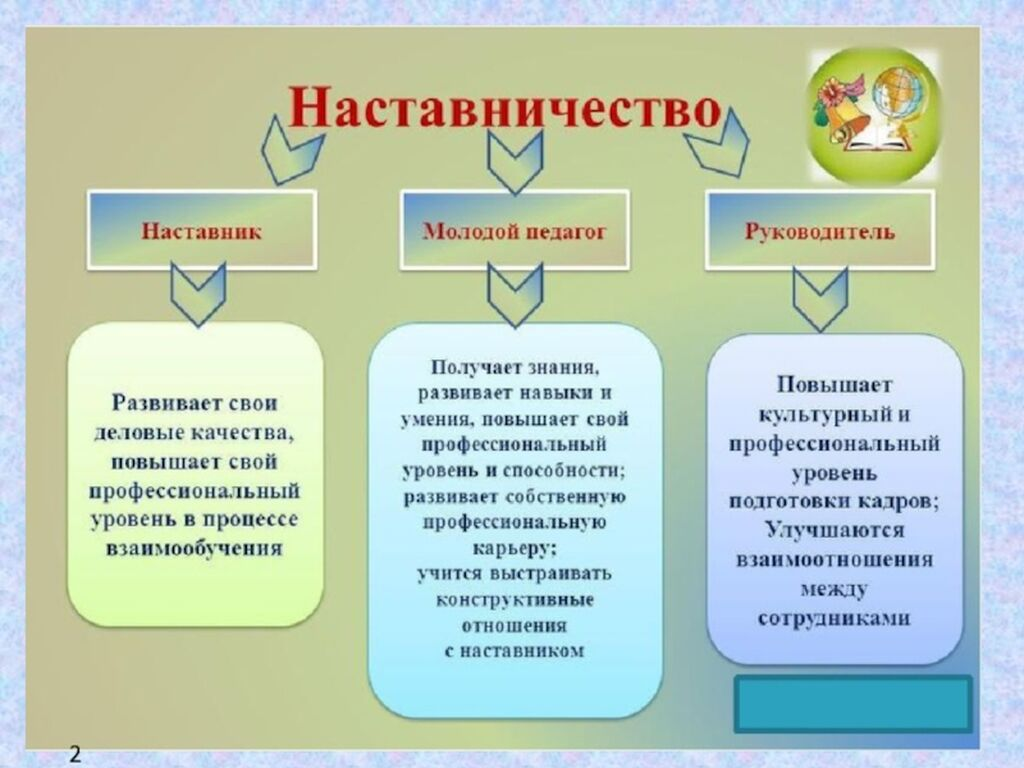 Наставничество
Наставник
Молодой педагог
Руководитель
Развивает свои
деловые качества,
повышает свой
профессиональный
уровень в процессе
взаимообучения
Получает знания,
развивает навыки и
умения, повышает свой
профессиональный
уровень и способности;
развивает собственную
профессиональную
карьеру;
учится выстраивать
конструктивные
отношения
с наставником
Повышает
культурный и
профессиональный
уровень
подготовки кадров;
Улучшаются
взаимоотношения
между
сотрудниками
2